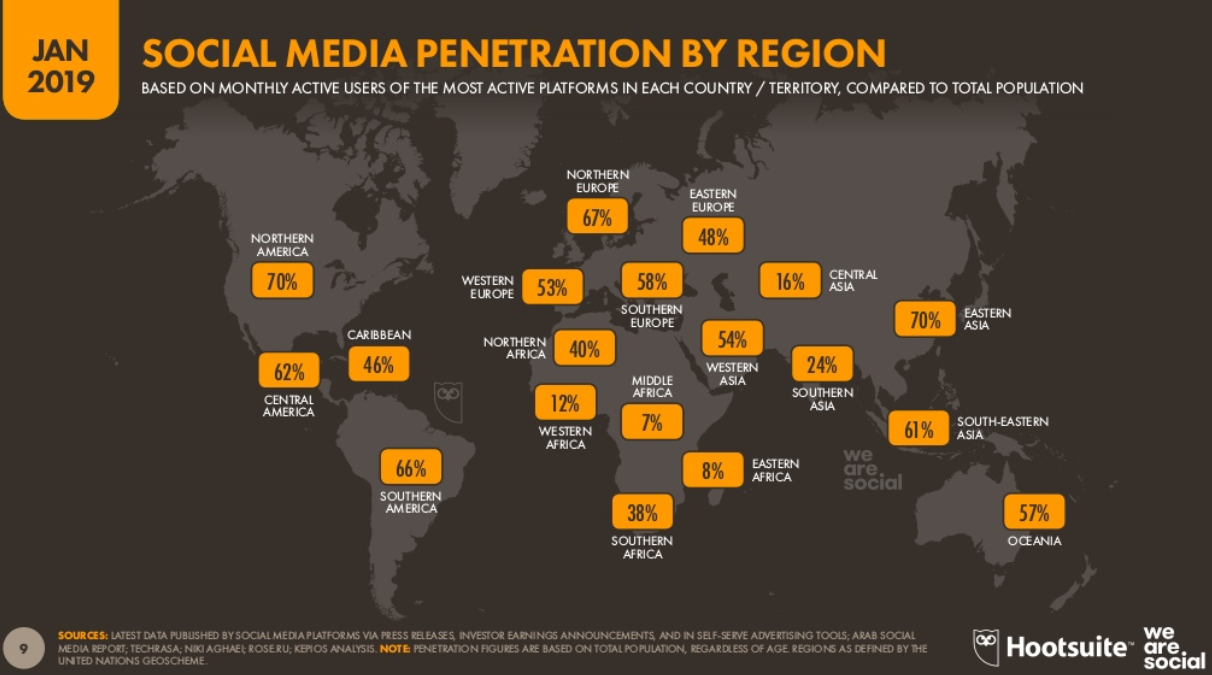 JAN
2019
SOCIAL MEDIA PENETRATION BY REGION
BASED ON MONTHLY ACTIVE USERS OF THE MOST ACTIVE PLATFORMS IN EACH COUNTRY / TERRITORY, COMPARED TO TOTAL POPULATION
NORTHERN
EUROPE
67%
EASTERN
EUROPE
48%
NORTHERN
AMERICA
70%
WESTERN
EUROPE
53%
58%
SOUTHERN
EUROPE
16%
CENTRAL
ASIA
70%
EASTERN
ASIA
CARIBBEAN
46%
62%
CENTRAL
AMERICA
NORTHERN
AFRICA
40%
54%
WESTERN
ASIA
24%
SOUTHERN
ASIA
12%
WESTERN
AFRICA
MIDDLE
AFRICA
7%
61%
SOUTH-EASTERN
ASIA
66%
SOUTHERN
AMERICA
8%
EASTERN
AFRICA
we
are
social
38%
SOUTHERN
AFRICA
57%
OCEANIA
9
SOURCES: LATEST DATA PUBLISHED BY SOCIAL MEDIA PLATFORMS VIA PRESS RELEASES, INVESTOR EARNINGS ANNOUNCEMENTS, AND IN SELF-SERVE ADVERTISING TOOLS; ARAB SOCIAL
MEDIA REPORT; TECHRASA; NIKI AGHAEI; ROSE.RU; KEPIOS ANALYSIS. NOTE: PENETRATION FIGURES ARE BASED ON TOTAL POPULATION, REGARDLESS OF AGE. REGIONS AS DEFINED BY THE
UNITED NATIONS GEOSCHEME.
Hootsuite™
we
are
social